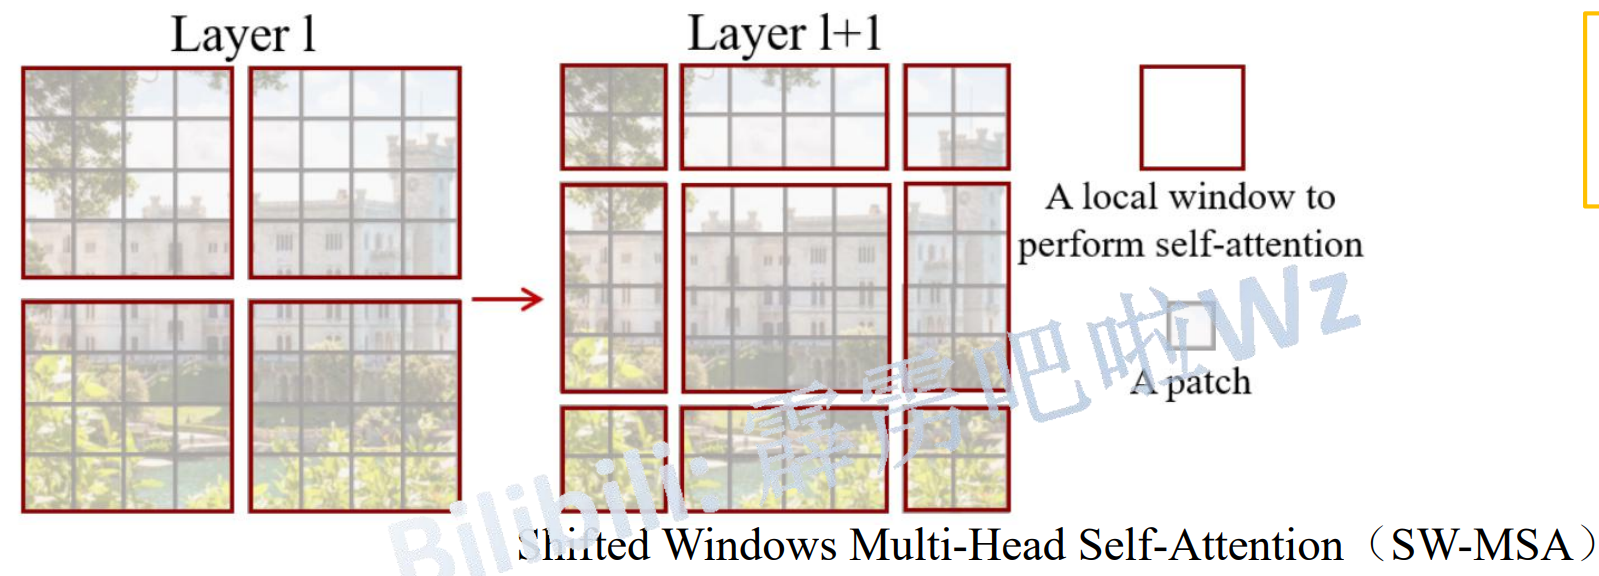 Layer l
Layer l+1
A local window to
perform self-attention
A patch
Bilibili: 霹雳吧啦Wz
Shifted Windows Multi-Head Self-Attention（SW-MSA）